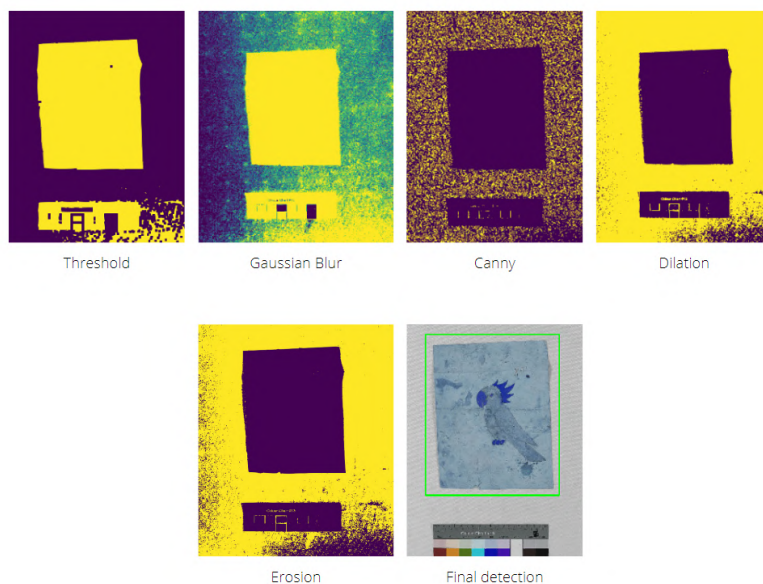 Threshold
Gaussian Blur
Canny
Dilation
Erosion
Final detection